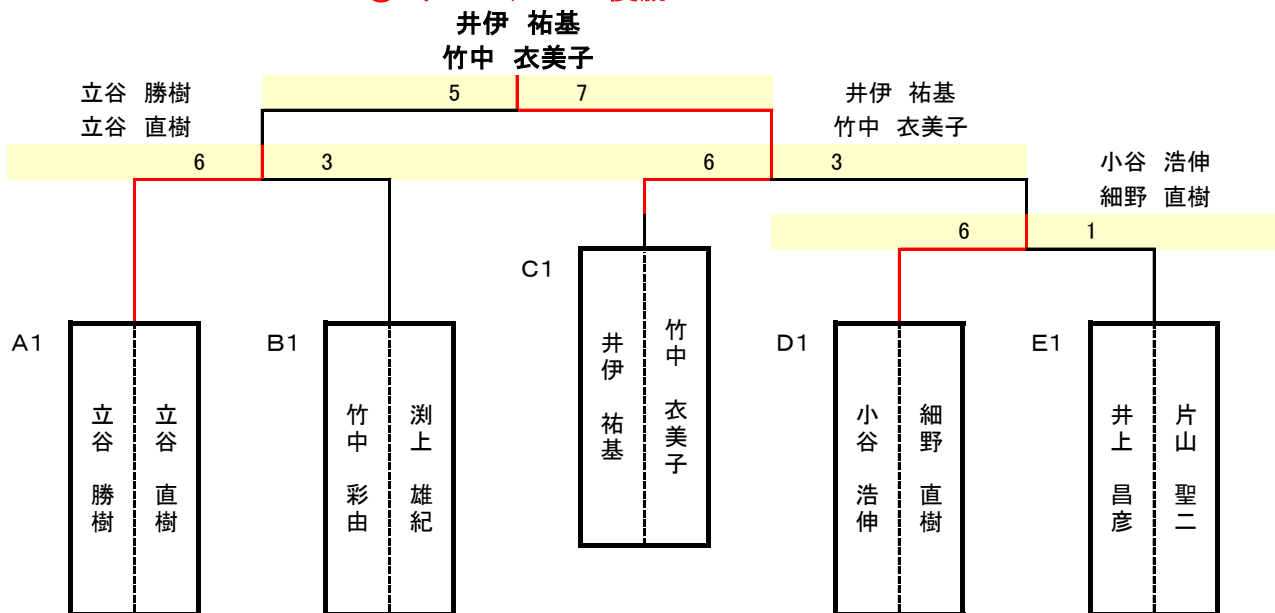 井伊 祐基
竹中 衣美子
立谷 勝樹
立谷 直樹
5 7
井伊 祐基
竹中 衣美子
6 3 6 3
小谷 浩伸
細野 直樹
6 1
A1
立谷 勝樹
立谷 直樹
B1
竹中 彩由
渕上 雄紀
C1
井伊 祐基
竹中 衣美子
D1
小谷 浩伸
細野 直樹
E1
井上 昌彦
片山 聖二